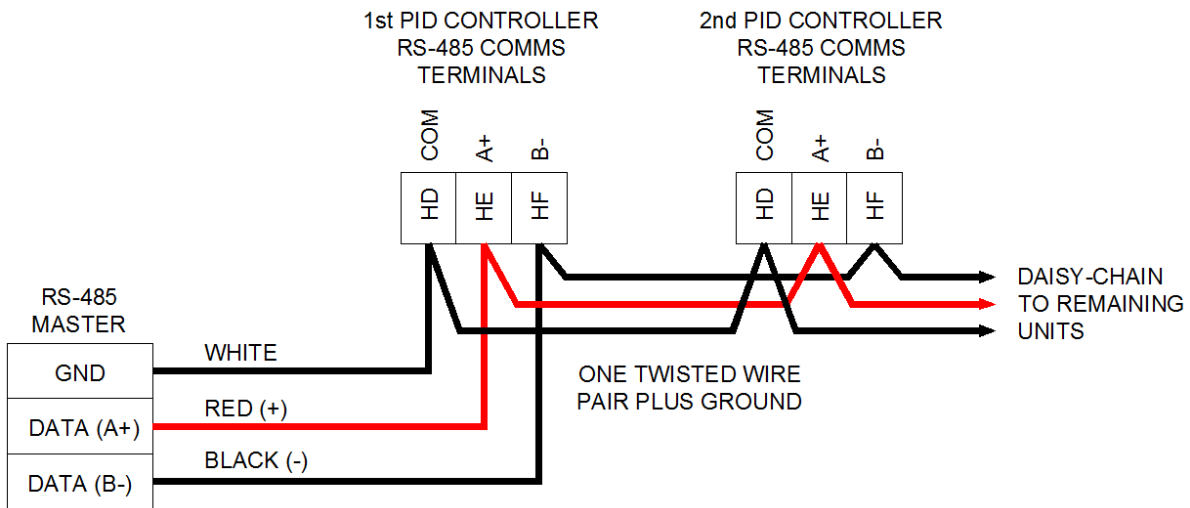 1st PID CONTROLLER
RS-485 COMMS
TERMINALS
2nd PID CONTROLLER
RS-485 COMMS
TERMINALS
COM
A+
B-
COM
A+
B-
HD
HE
HF
HD
HE
HF
DAISY-CHAIN
TO REMAINING
UNITS
RS-485
MASTER
GND
DATA (A+)
DATA (B-)
WHITE
RED (+)
BLACK (-)
ONE TWISTED WIRE
PAIR PLUS GROUND